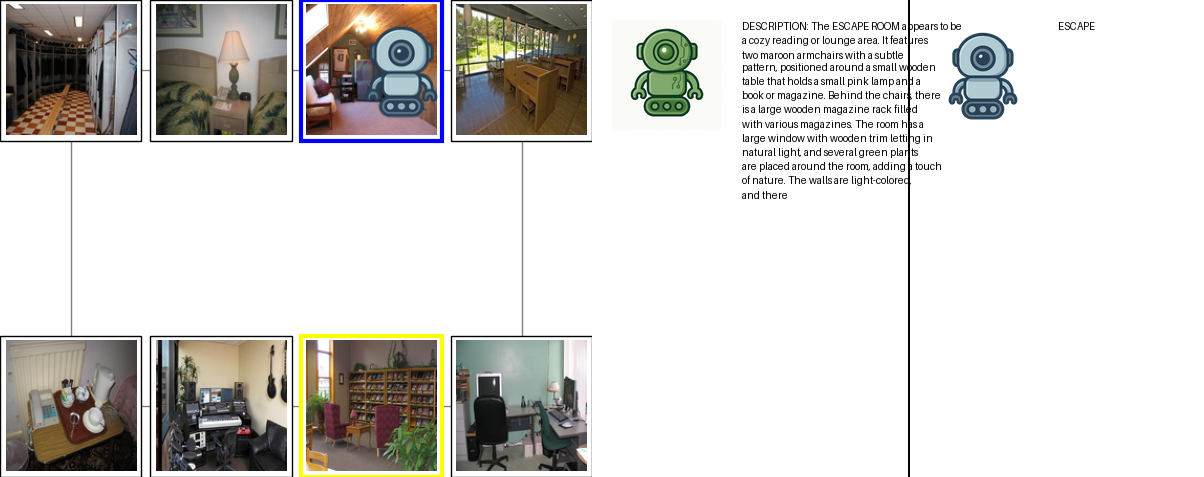 DESCRIPTION: The ESCAPE ROOM appears to be
a cozy reading or lounge area. It features
two maroon armchairs with a subtle
pattern, positioned around a small wooden
table that holds a small pink lamp and a
book or magazine. Behind the chairs, there
is a large wooden magazine rack filled
with various magazines. The room has a
large window with wooden trim letting in
natural light, and several green plants
are placed around the room, adding a touch
of nature. The walls are light-colored,
and there
ESCAPE